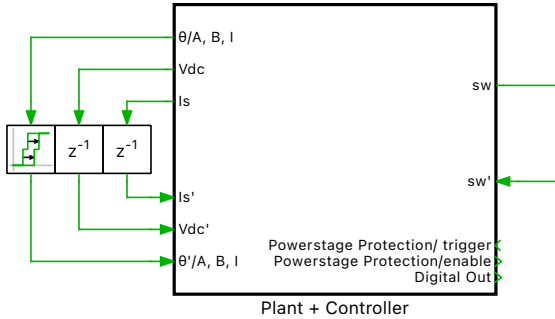 θ/A, B, I
Vdc
Is
sw
z-1
z-1
Is'
sw'
Vdc'
Powerstage Protection/ trigger
θ'/A, B, I
Powerstage Protection/enable
Digital Out
Plant + Controller